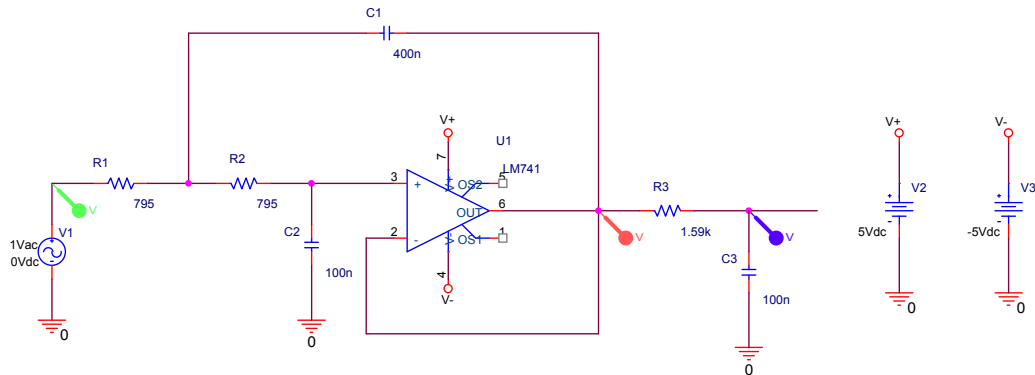 C1
400n
V+
U1
7
R1
R2
3
+
V+
OS2
5
LM741
V+
V-
795
795
OUT
6
R3
V2
V3
V
V1
2
-
V-
OS1
1
V
1.59k
V
1Vac
0Vdc
C2
100n
4
V-
C3
100n
5Vdc
-5Vdc
0
0
0
0
0